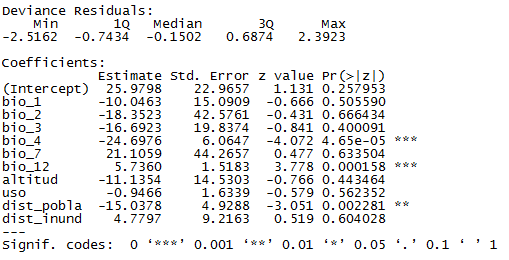 Deviance Residuals:
Min 1Q Median 3Q Max
-2.5162 -0.7434 -0.1502 0.6874 2.3923
Coefficients:
Estimate Std. Error z value Pr(>|z|)
(Intercept) 25.9798 22.9657 1.131 0.257953
bio_1 -10.0463 15.0909 -0.666 0.505590
bio_2 -18.3523 42.5761 -0.431 0.666434
bio_3 -16.6923 19.8374 -0.841 0.400091
bio_4 -24.6976 6.0647 -4.072 4.65e-05 ***
bio_7 21.1059 44.2657 0.477 0.633504
bio_12 5.7360 1.5183 3.778 0.000158 ***
altitud -11.1354 14.5303 -0.766 0.443464
uso -0.9466 1.6339 -0.579 0.562352
dist_pobla -15.0378 4.9288 -3.051 0.002281 **
dist_inund 4.7797 9.2163 0.519 0.604028
---
Signif. codes: 0 ‘***’ 0.001 ‘**’ 0.01 ‘*’ 0.05 ‘.’ 0.1 ‘ ’ 1